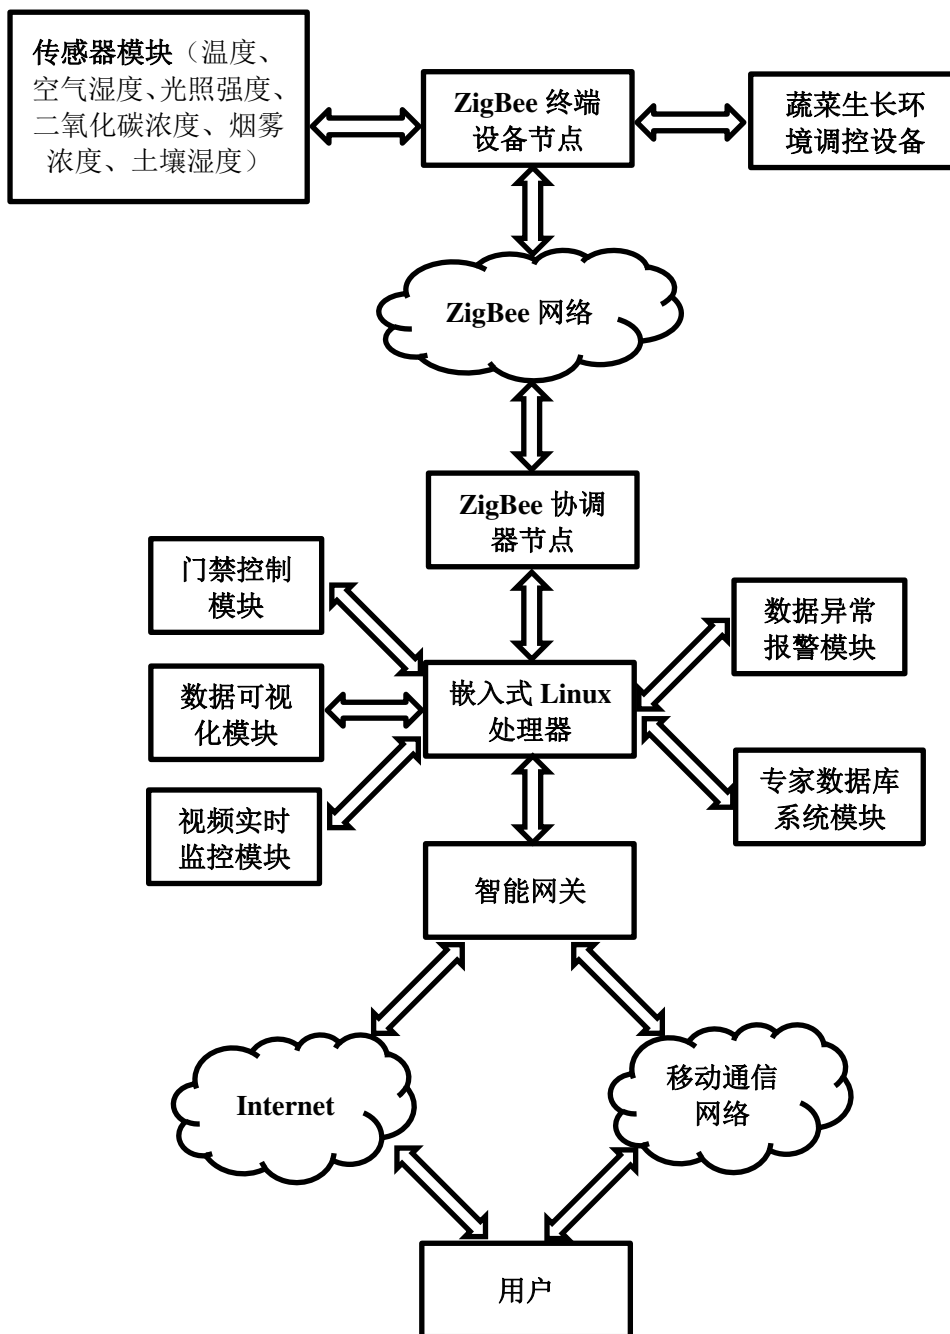 传感器模块（温度、
空气湿度、光照强度、
二氧化碳浓度、烟雾
浓度、土壤湿度）
ZigBee 终端
设备节点
蔬菜生长环
境调控设备
ZigBee 网络
ZigBee 协调
器节点
门禁控制
模块
数据异常
报警模块
数据可视
化模块
嵌入式 Linux
处理器
视频实时
监控模块
专家数据库
系统模块
智能网关
Internet
移动通信
网络
用户